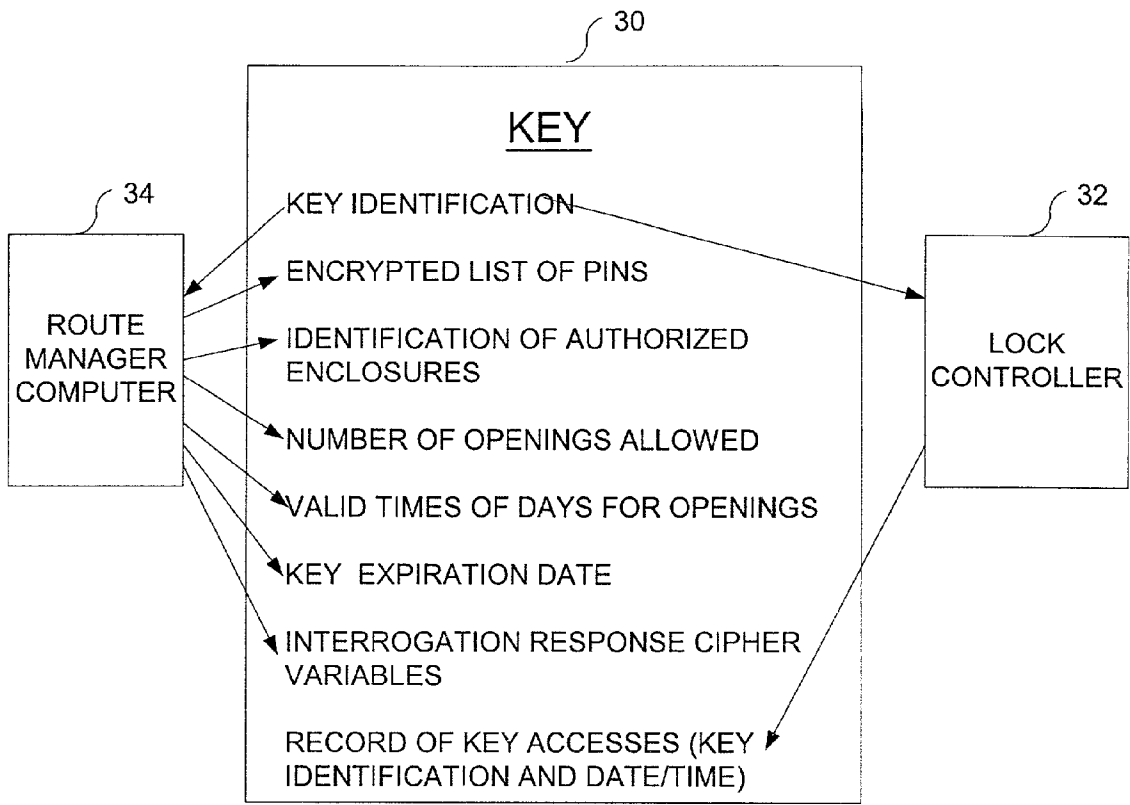 30
KEY
34
KEY IDENTIFICATION
32
ENCRYPTED LIST OF PINS
ROUTE
MANAGER
COMPUTER
IDENTIFICATION OF AUTHORIZED
ENCLOSURES
LOCK
CONTROLLER
NUMBER OF OPENINGS ALLOWED
VALID TIMES OF DAYS FOR OPENINGS
KEY EXPIRATION DATE
INTERROGATION RESPONSE CIPHER
VARIABLES
RECORD OF KEY ACCESSES (KEY
IDENTIFICATION AND DATE/TIME)